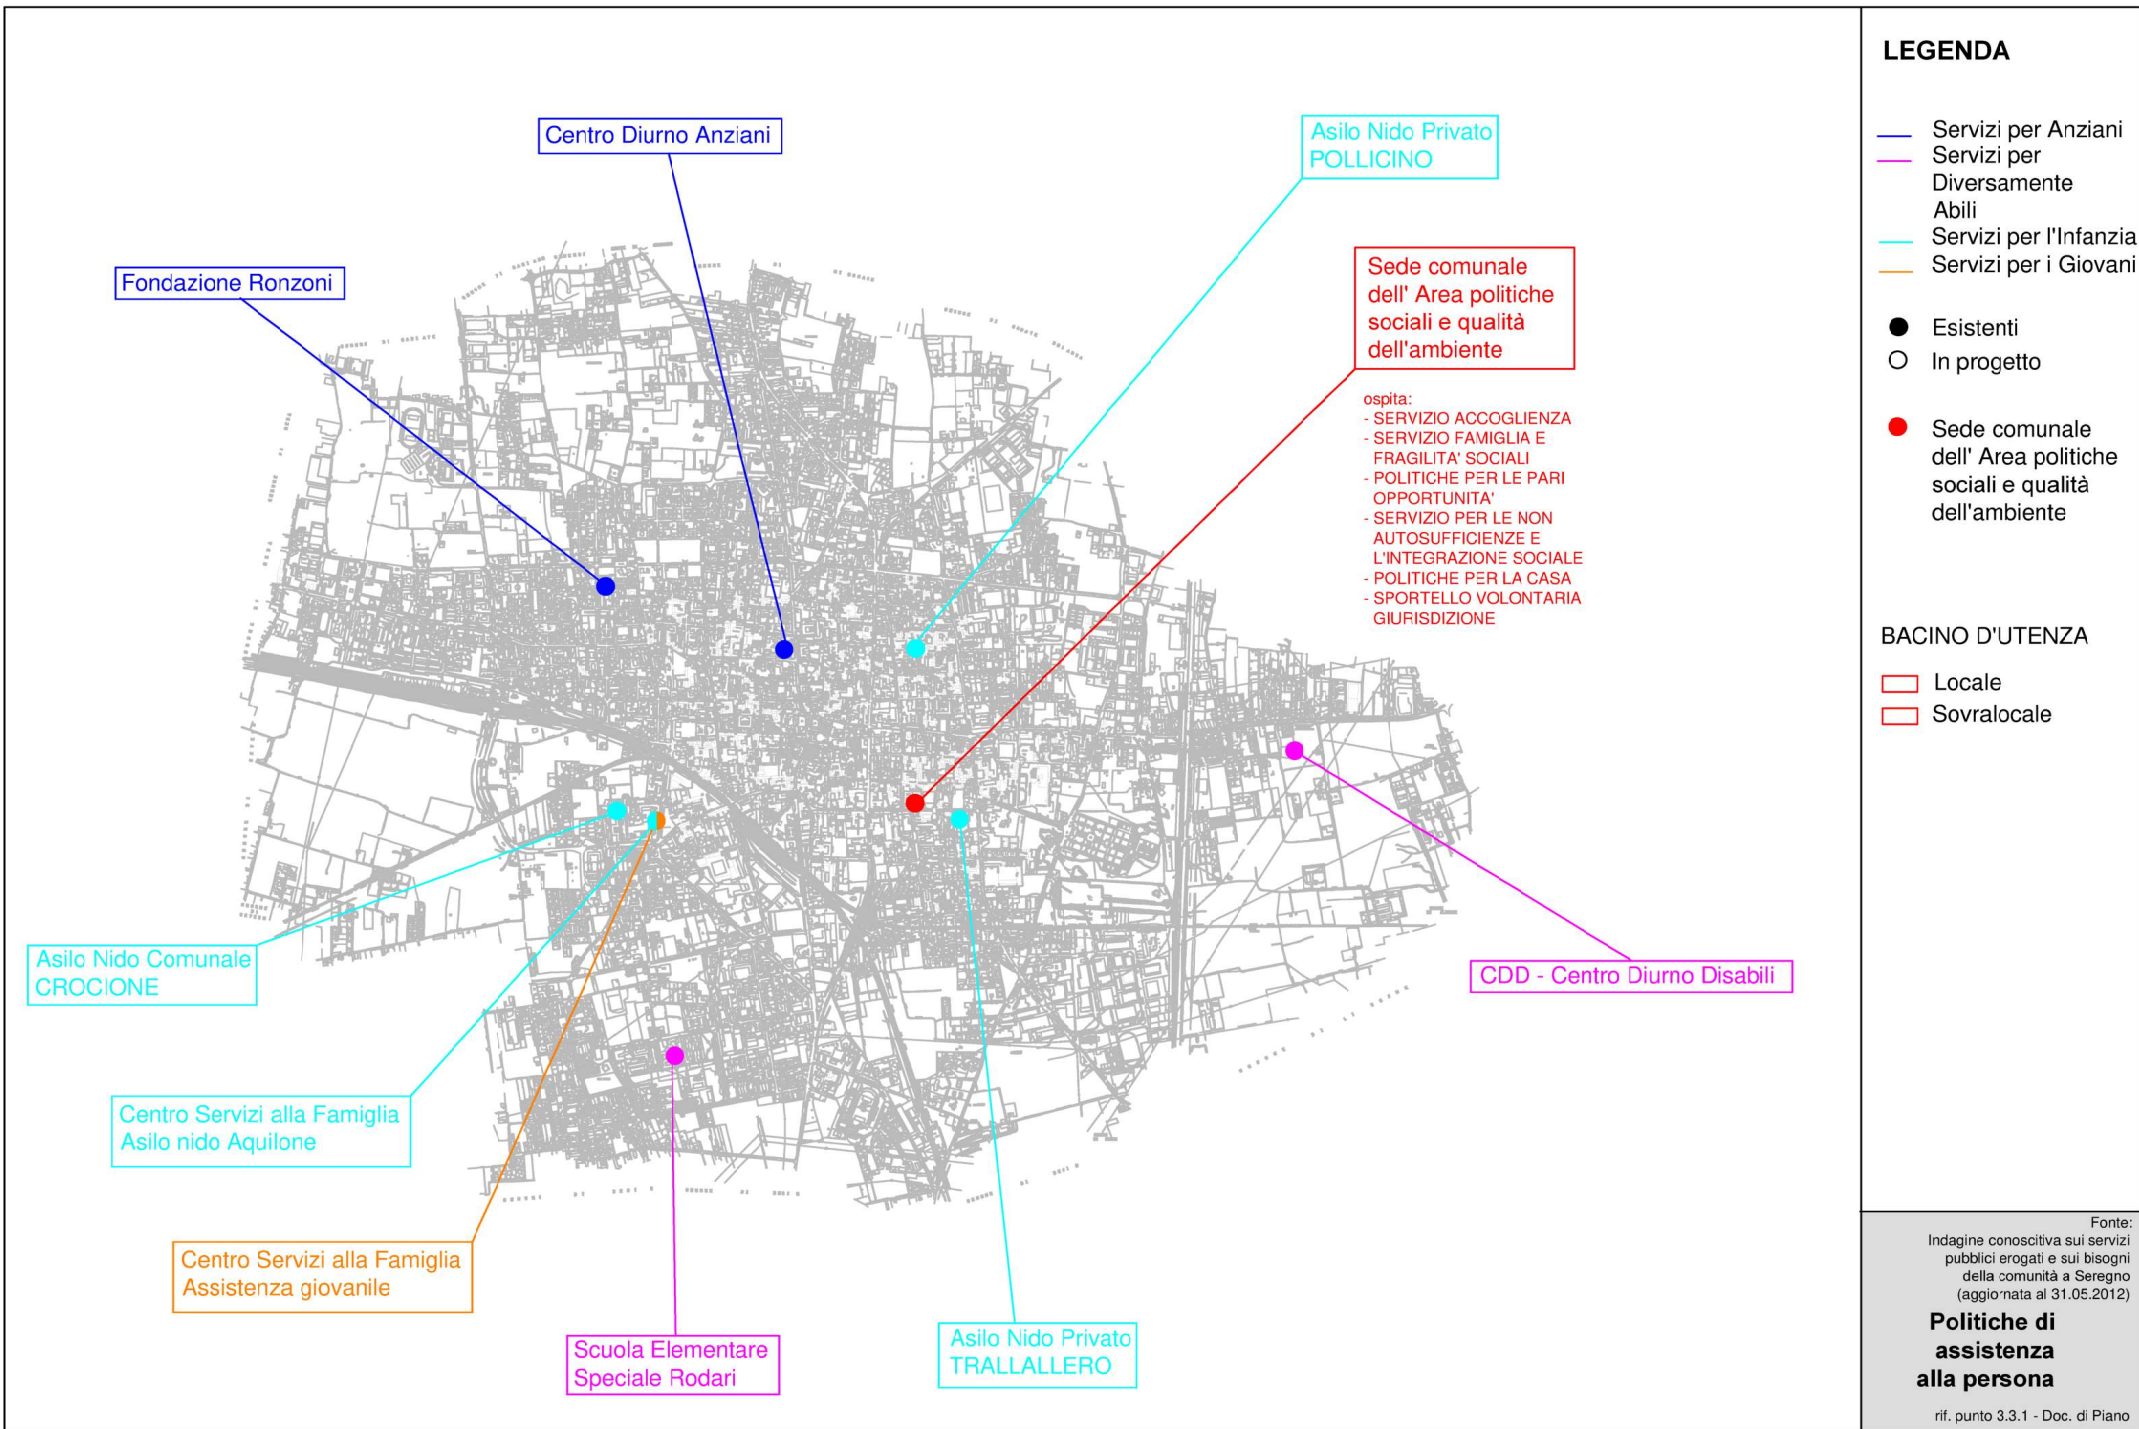 Centro Diurno Anziani
Asilo Nido Privato
POLLICINO
Fondazione Ronzoni
Sede comunale
dell' Area politiche
sociali e qualità
dell'ambiente
ospita:
- SERVIZIO ACCOGLIENZA
- SERVIZIO FAMIGLIA E
FRAGILITA' SOCIALI
- POLITICHE PER LE PARI
OPPORTUNITA'
- SERVIZIO PER LE NON
AUTOSUFFICIENZE E
L'INTEGRAZIONE SOCIALE
- POLITICHE PER LA CASA
- SPORTELLO VOLONTARIA
GIURISDIZIONE
Asilo Nido Comunale
CROCIONE
CDD - Centro Diurno Disabili
Centro Servizi alla Famiglia
Asilo nido Aquilone
Centro Servizi alla Famiglia
Assistenza giovanile
Scuola Elementare
Speciale Rodari
Asilo Nido Privato
TRALLALLERO
LEGENDA
Servizi per Anziani
Servizi per
Diversamente
Abili
Servizi per l'Infanzia
Servizi per i Giovani
Esistenti
In progetto
Sede comunale
dell' Area politiche
sociali e qualità
dell'ambiente
BACINO D'UTENZA
Locale
Sovralocale
Fonte:
Indagine conoscitiva sui servizi
pubblici erogati e sui bisogni
della comunità a Seregno
(aggiornata al 31.05.2012)
Politiche di
assistenza
alla persona
rif. punto 3.3.1 - Doc. di Piano